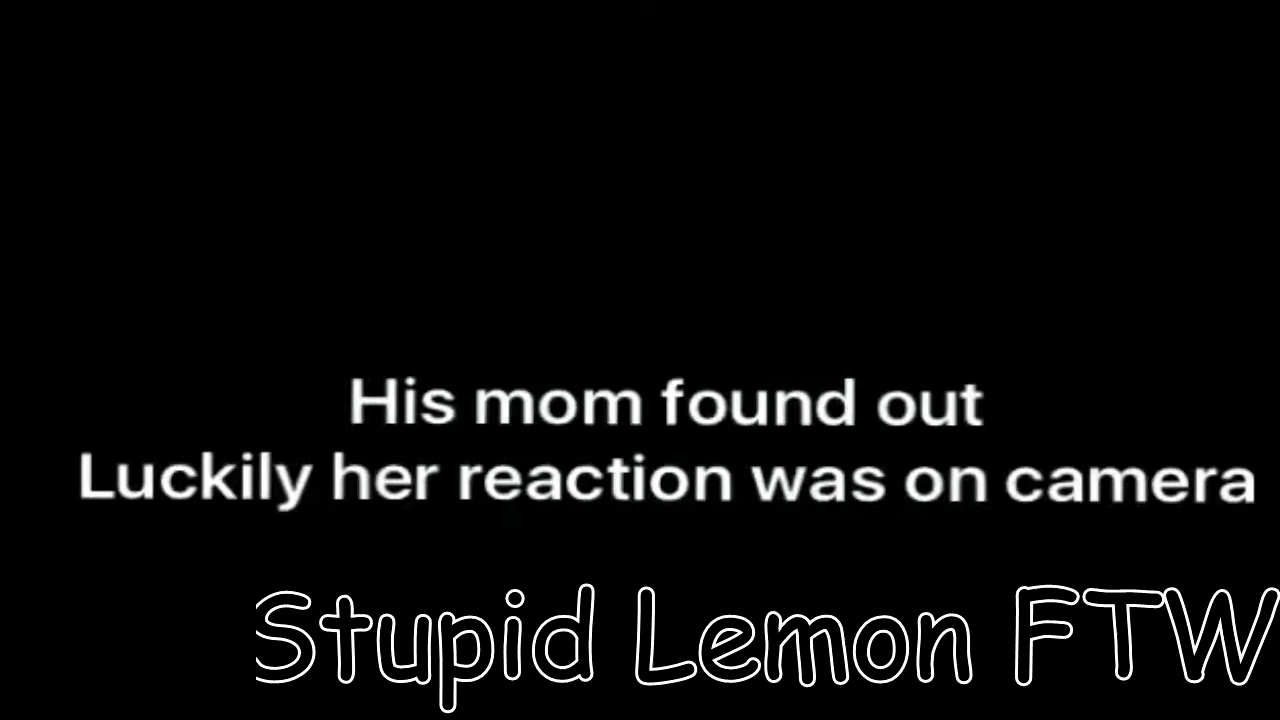 His mom found out
Luckily her reaction was on camera
Stupid Lemon FTW